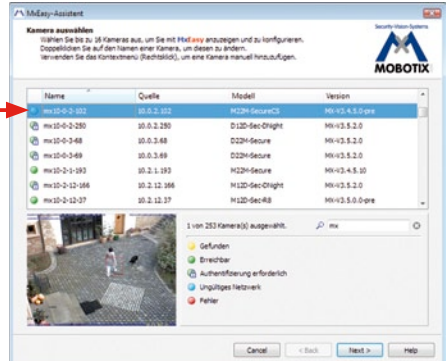 MxEasy-Assistent
Kamera auswählen
Wählen Sie bis zu 16 Kameras aus, um Sie mit MxEasy anzuzeigen und zu konfigurieren.
Doppelklicken Sie auf den Namen einer Kamera, um diesen zu ändern.
Verwenden Sie das Kontextmenü (Rechtsklick), um eine Kamera manuell hinzuzufügen.
Security-Vision-Systems
MOBOTIX
Name Quelle Modell Version
mx10-0-2-102 10.0.2.102 M22M-SecureCS MX-V3.4.5.0-pre
mx10-0-2-250 10.0.2.250 D12D-Sec-DNight MX-V3.5.2.0
mx10-0-3-68 10.0.3.68 D22M-Secure MX-V3.5.2.0
mx10-0-3-69 10.0.3.69 D22M-Secure MX-V3.5.2.0
mx10-2-1-193 10.2.1.193 M22M-Secure MX-V3.4.5.10
mx10-2-12-166 10.2.12.166 M12D-Sec-DNight MX-V3.5.2.0
mx10-2-12-37 10.2.12.37 M12D-Sec-R8 MX-V3.5.0.0-pre
1 von 253 Kamera(s) ausgewählt. mx
Gefunden
Erreichbar
Authentifizierung erforderlich
Ungültiges Netzwerk
Fehler
Cancel < Back Next > Help